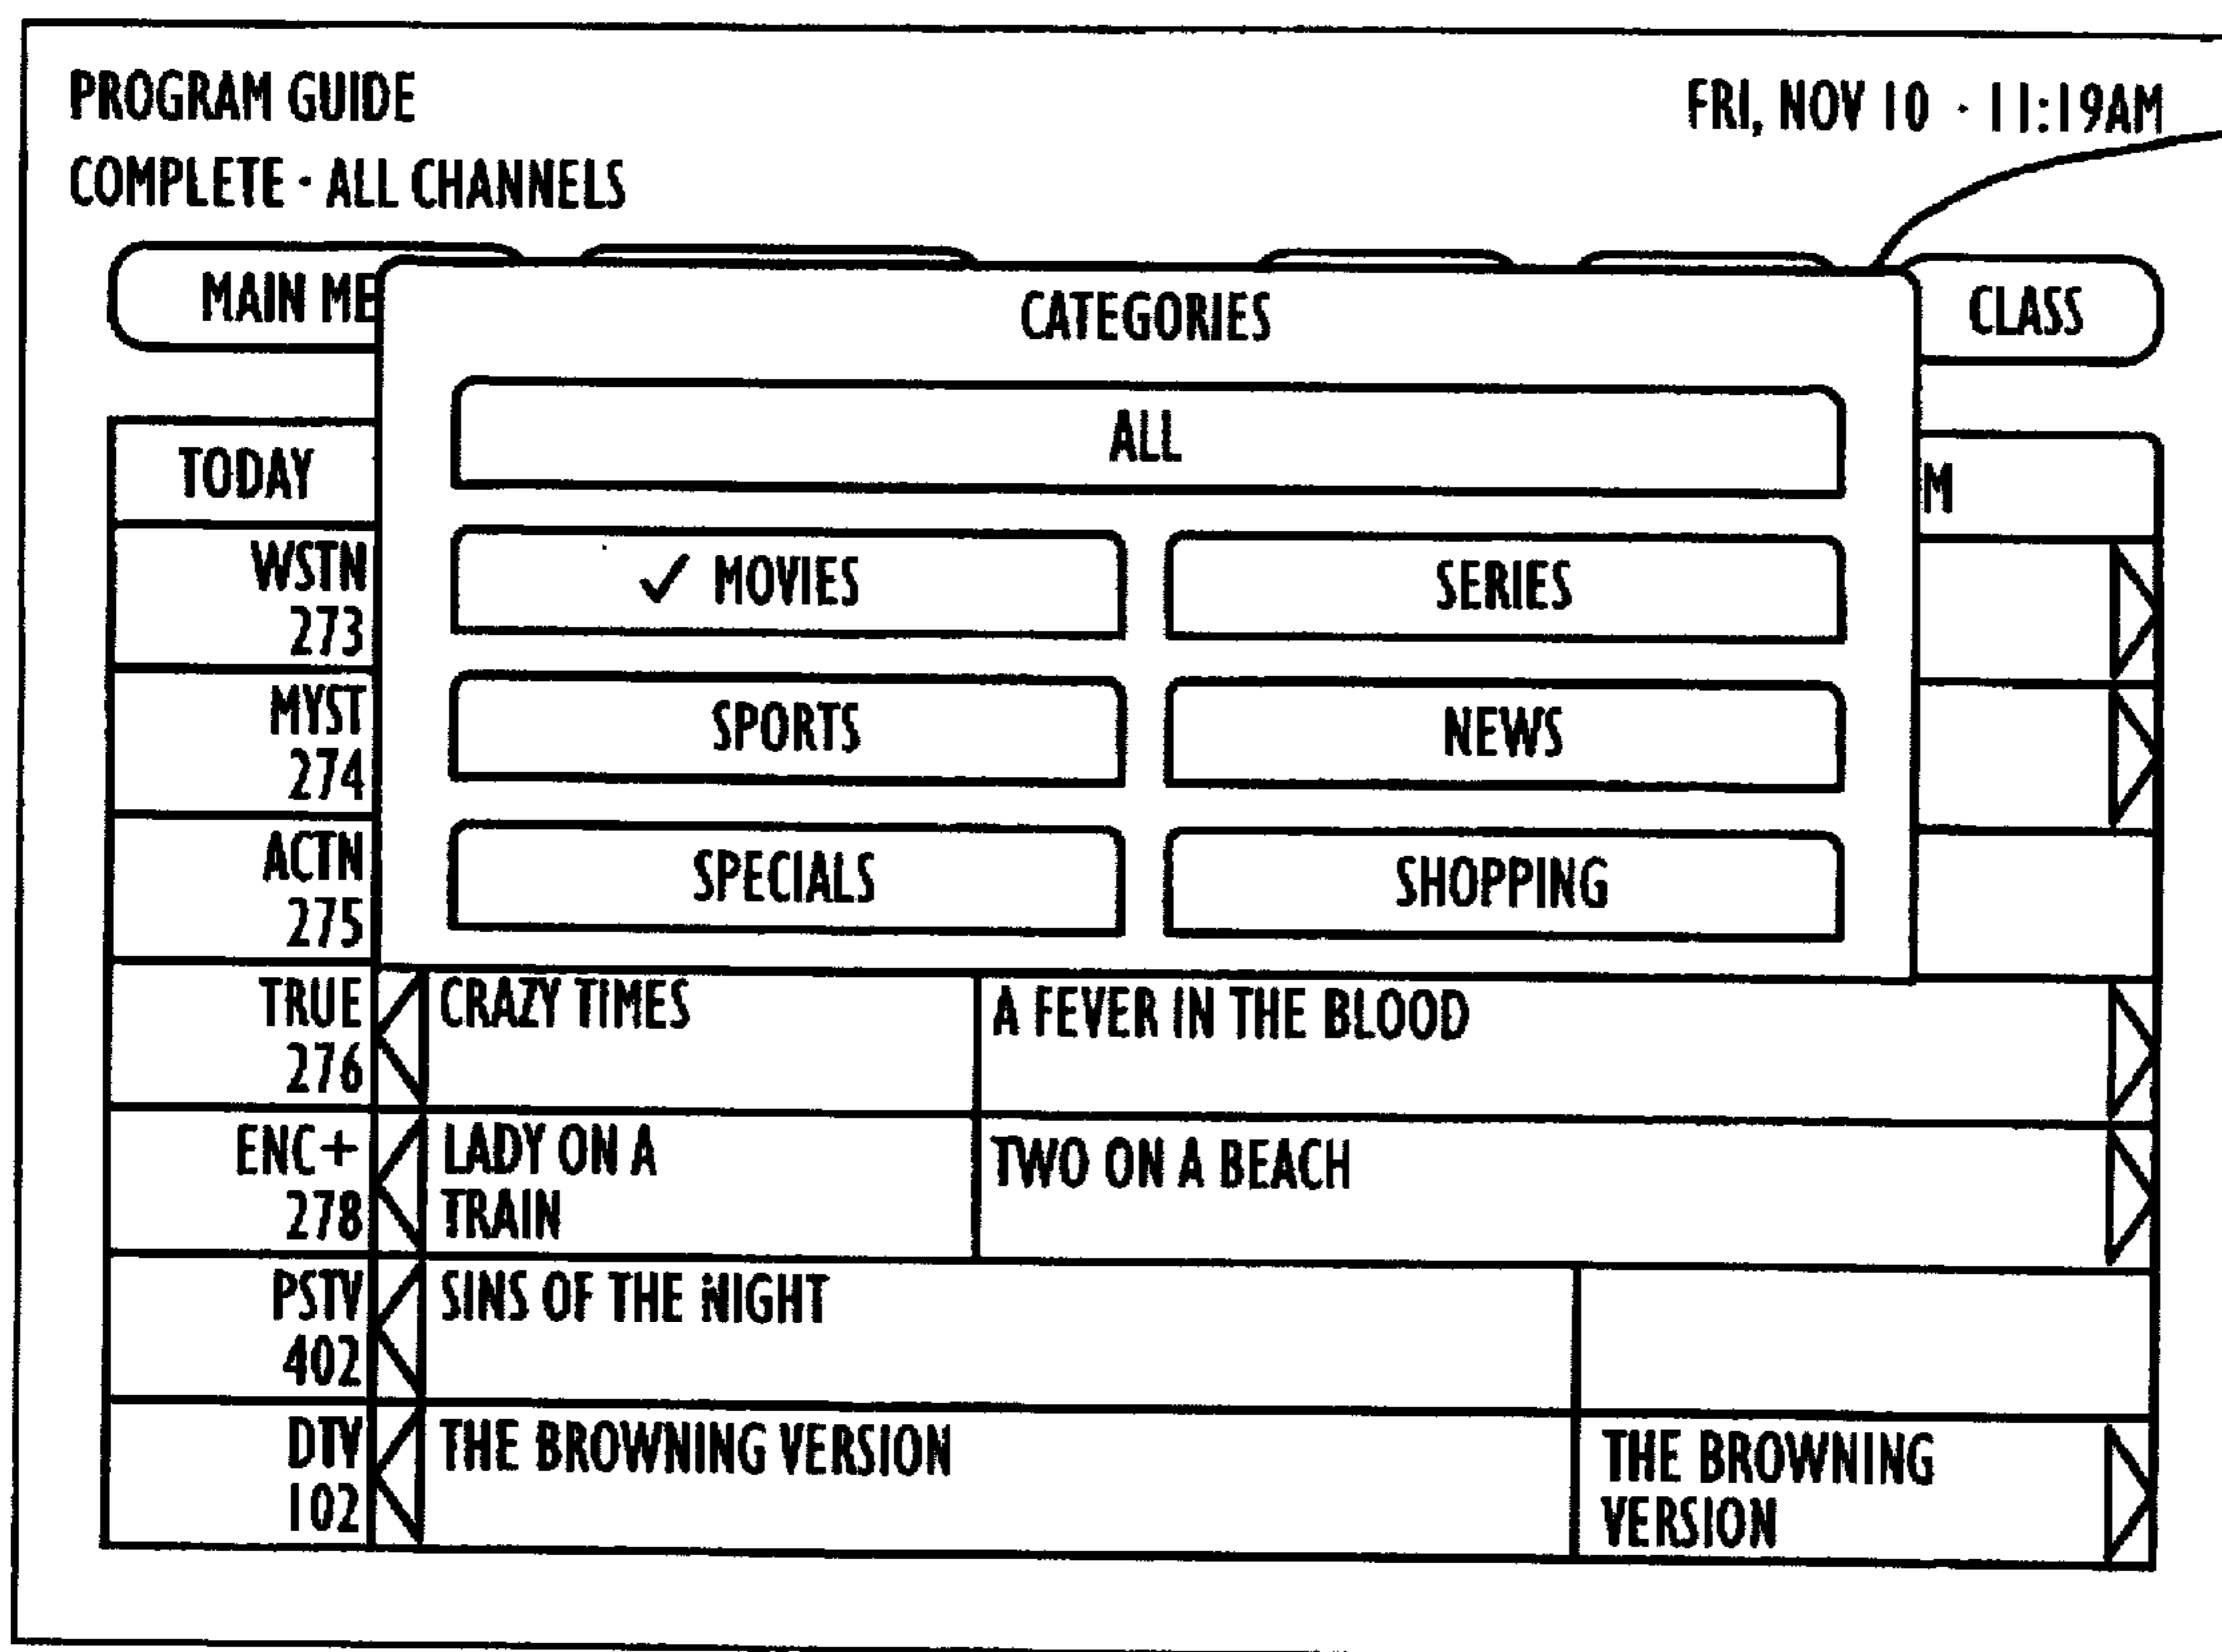 PROGRAM GUIDE
FRI, NOV 10 · 11:19AM
COMPLETE - ALL CHANNELS
MAIN ME
CATEGORIES
CLASS
ALL
TODAY
M
WSTN
273
✓ MOVIES
SERIES
MYST
274
SPORTS
NEWS
ACTN
275
SPECIALS
SHOPPING
TRUE
276
CRAZY TIMES
A FEVER IN THE BLOOD
ENC+
278
LADY ON A
TRAIN
TWO ON A BEACH
PSTV
402
SINS OF THE NIGHT
DTV
102
THE BROWNING VERSION
THE BROWNING
VERSION